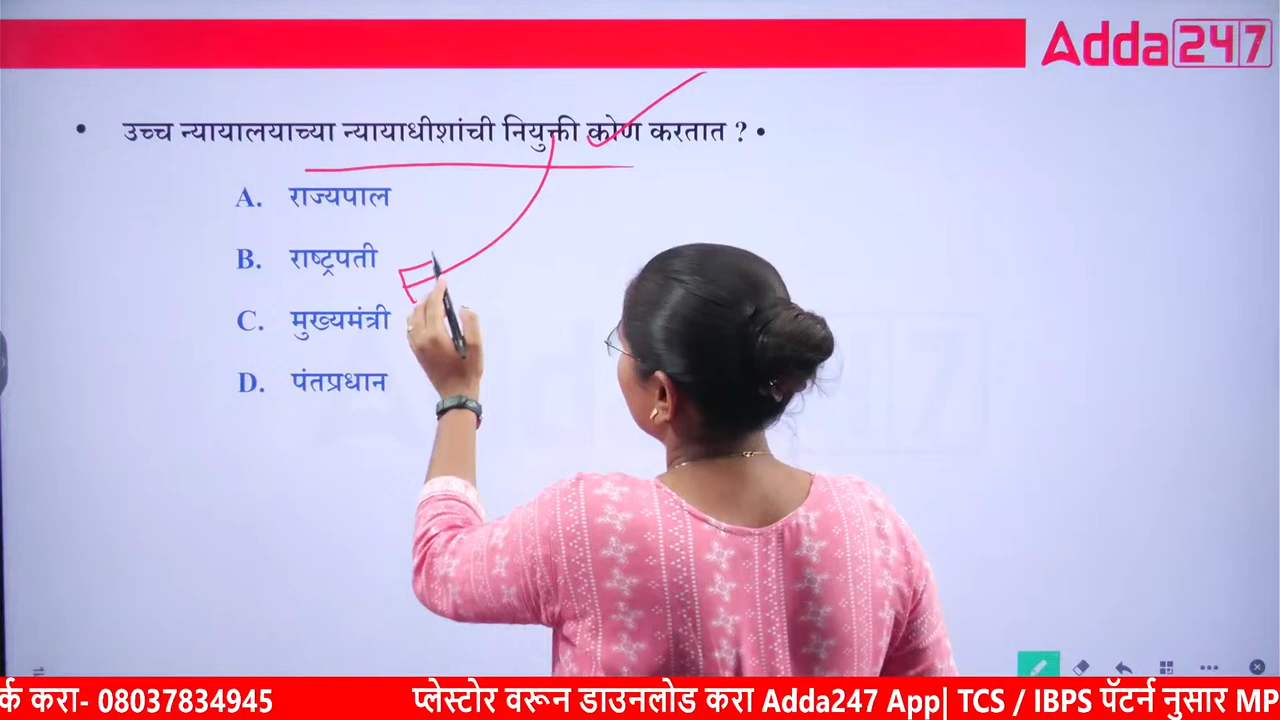 Adda247
• उच्च न्यायालयाच्या न्यायाधीशांची नियुक्ती कोण करतात ? •
A. राज्यपाल
B. राष्ट्रपती
C. मुख्यमंत्री
D. पंतप्रधान
र्क करा- 08037834945 प्लेस्टोर वरून डाउनलोड करा Adda247 App| TCS / IBPS पॅटर्न नुसार MP